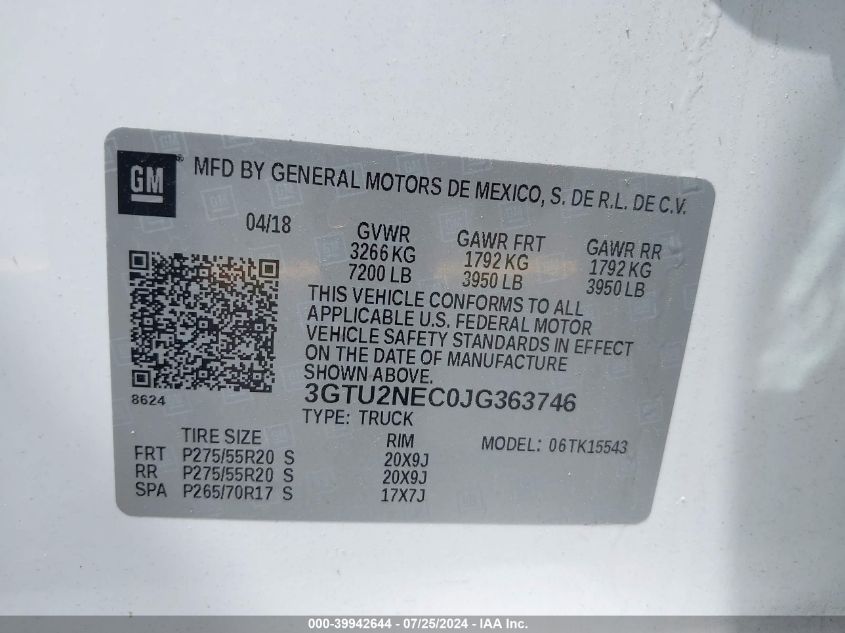 GM®
MFD BY GENERAL MOTORS DE MEXICO, S. DE R.L. DE C.V.
04/18 GVWR GAWR FRT GAWR RR
3266 KG 1792 KG 1792 KG
7200 LB 3950 LB 3950 LB
THIS VEHICLE CONFORMS TO ALL
APPLICABLE U.S. FEDERAL MOTOR
VEHICLE SAFETY STANDARDS IN EFFECT
ON THE DATE OF MANUFACTURE
SHOWN ABOVE.
8624 3GTU2NEC0JG363746
TYPE: TRUCK
TIRE SIZE RIM MODEL: 06TK15543
FRT P275/55R20 S 20X9J
RR P275/55R20 S 20X9J
SPA P265/70R17 S 17X7J
000-39942644 - 07/25/2024 - IAA Inc.